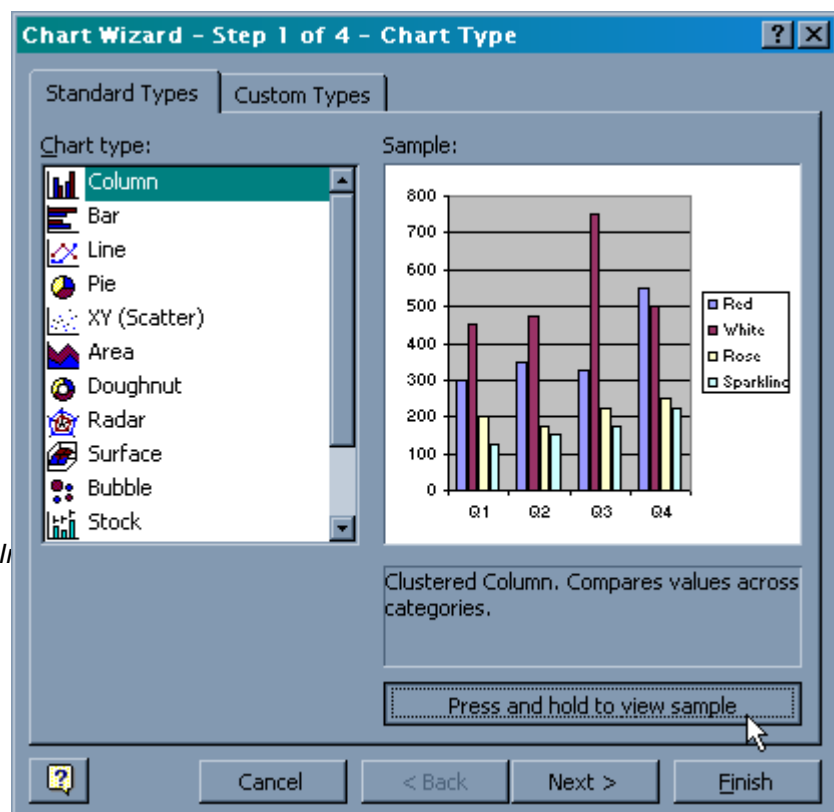 Chart Wizard - Step 1 of 4 - Chart Type
Standard Types
Custom Types
Chart type:
Column
Bar
Line
Pie
XY (Scatter)
Area
Doughnut
Radar
Surface
Bubble
Stock
Sample:
800
700
600
500
400
300
200
100
0
Q1 Q2 Q3 Q4
Red
White
Rose
Sparkling
Clustered Column. Compares values across
categories.
Press and hold to view sample
Cancel
< Back
Next >
Finish